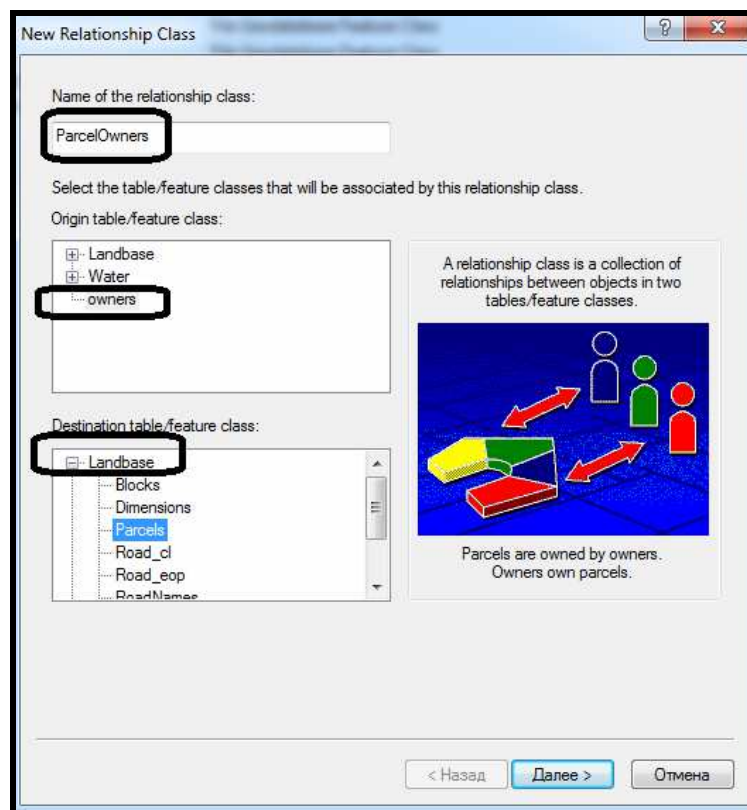 New Relationship Class
Name of the relationship class:
ParcelOwners
Select the table/feature classes that will be associated by this relationship class.
Origin table/feature class:
Landbase
Water
owners
Destination table/feature class:
Landbase
Blocks
Dimensions
Parcels
Road_cl
Road_eop
RoadNames
A relationship class is a collection of
relationships between objects in two
tables/feature classes.
Parcels are owned by owners.
Owners own parcels.
< Назад
Далее >
Отмена